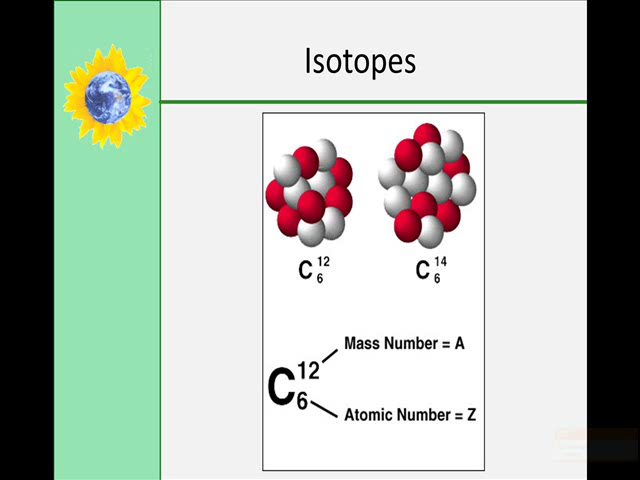 Isotopes
C 12 6
C 14 6
Mass Number = A
C 12 6
Atomic Number = Z